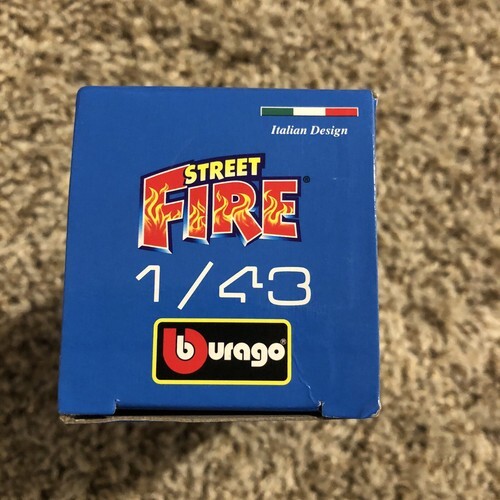 Italian Design
STREET
FIRE®
1/43
burago®